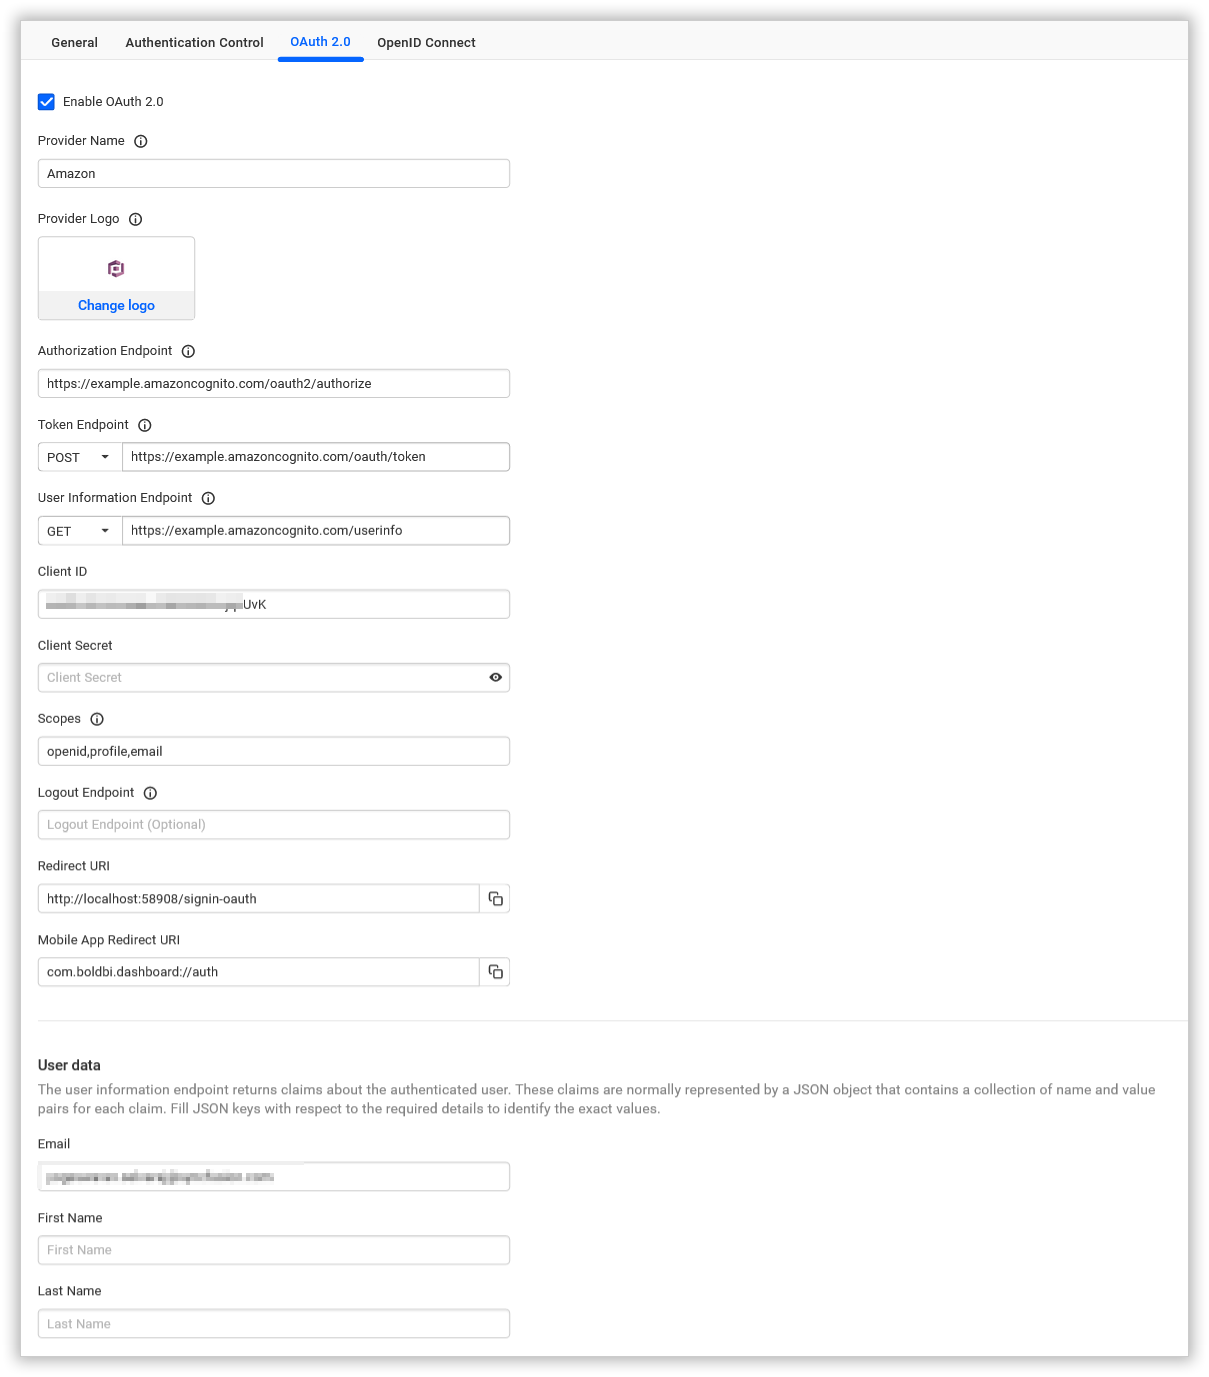 General Authentication Control OAuth 2.0 OpenID Connect
Enable OAuth 2.0
Provider Name
Amazon
Provider Logo
Change logo
Authorization Endpoint
https://example.amazoncognito.com/oauth2/authorize
Token Endpoint
POST https://example.amazoncognito.com/oauth/token
User Information Endpoint
GET https://example.amazoncognito.com/userinfo
Client ID
UvK
Client Secret
Client Secret
Scopes
openid,profile,email
Logout Endpoint
Logout Endpoint (Optional)
Redirect URI
http://localhost:58908/signin-oauth
Mobile App Redirect URI
com.boldbi.dashboard://auth
User data
The user information endpoint returns claims about the authenticated user. These claims are normally represented by a JSON object that contains a collection of name and value
pairs for each claim. Fill JSON keys with respect to the required details to identify the exact values.
Email
First Name
First Name
Last Name
Last Name